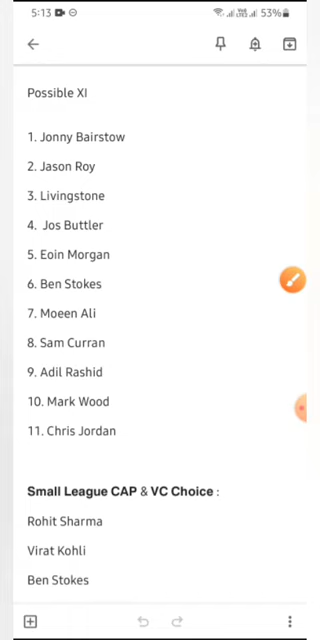 5:13
53%
Possible XI
1. Jonny Bairstow
2. Jason Roy
3. Livingstone
4. Jos Buttler
5. Eoin Morgan
6. Ben Stokes
7. Moeen Ali
8. Sam Curran
9. Adil Rashid
10. Mark Wood
11. Chris Jordan
Small League CAP & VC Choice :
Rohit Sharma
Virat Kohli
Ben Stokes